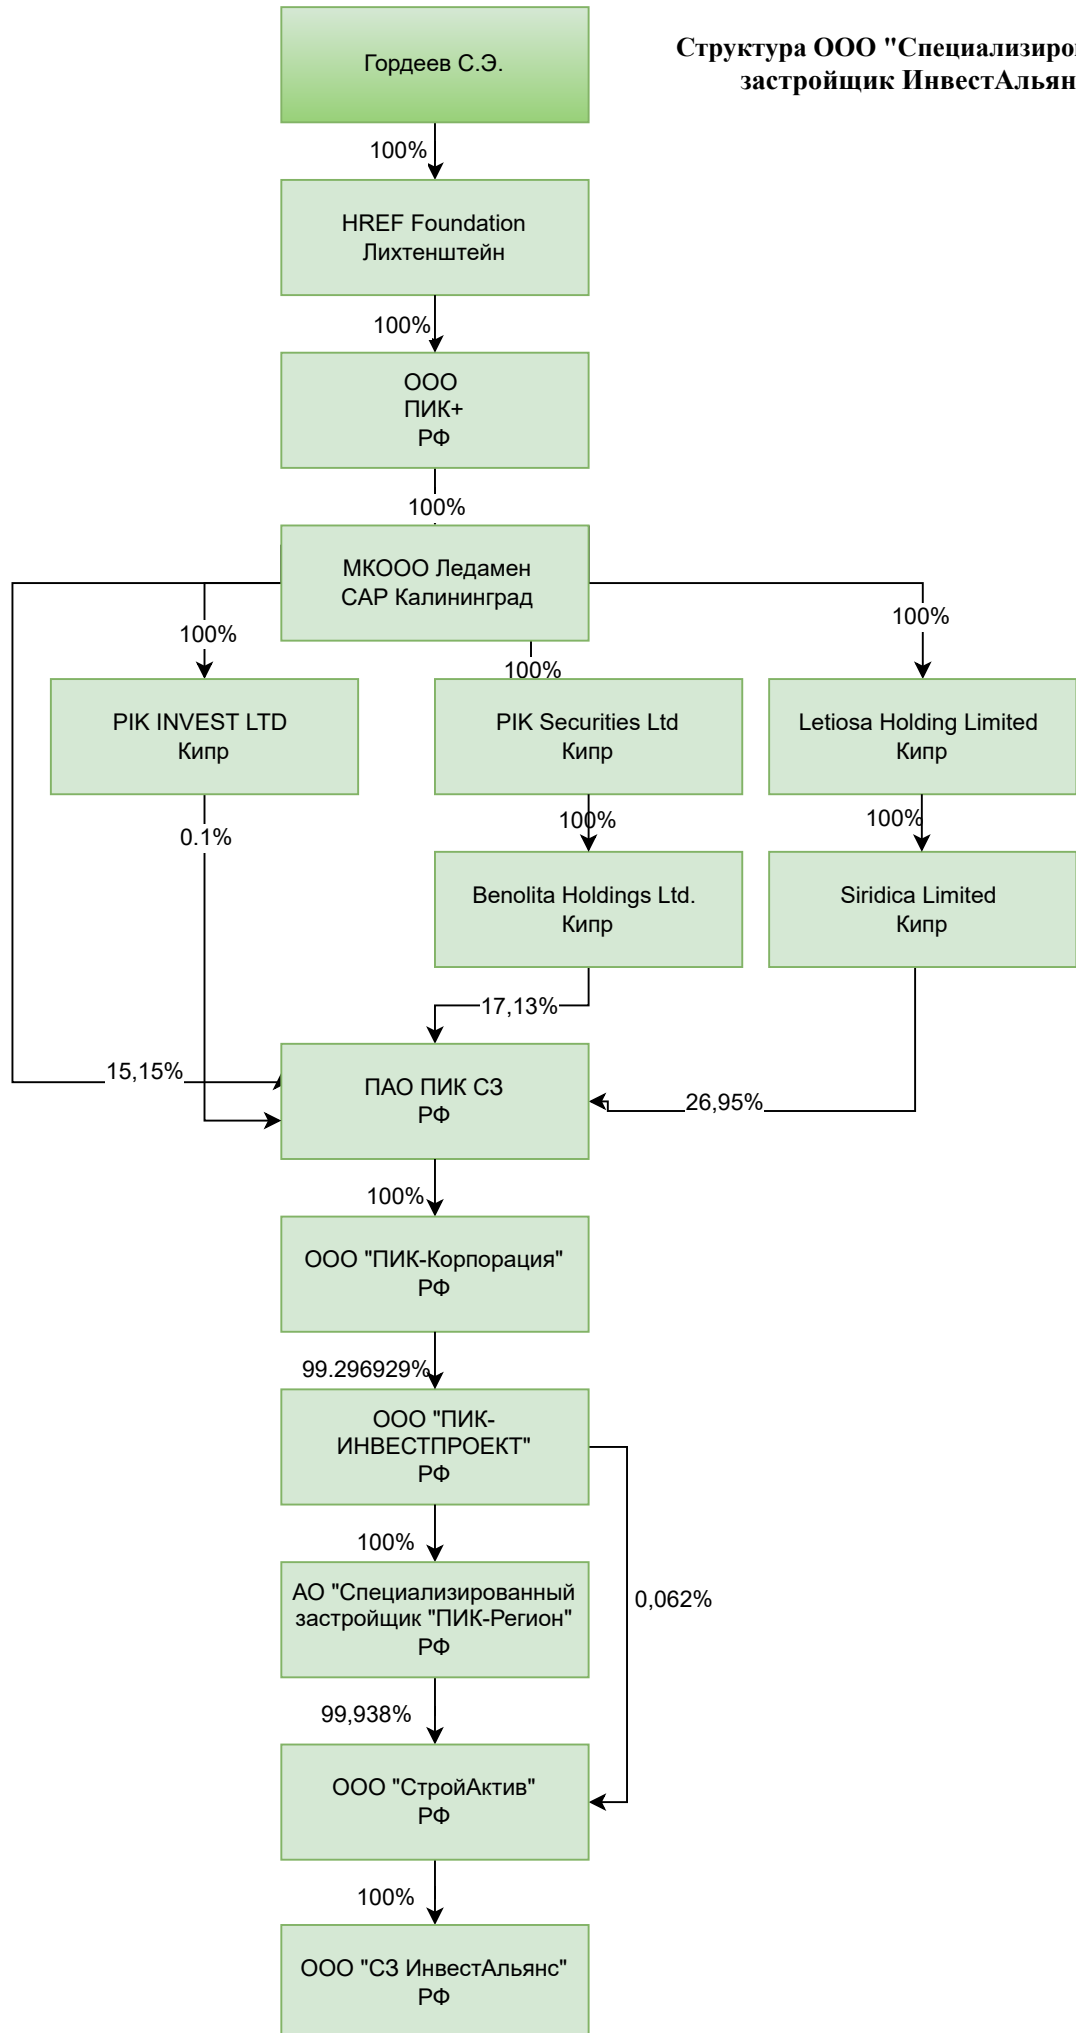 Гордеев С.Э.
Структура ООО "Специализиро
застройщик ИнвестАльян
100%
HREF Foundation
Лихтенштейн
100%
ООО
ПИК+
РФ
100%
МКООО Ледамен
САР Калининград
100%
100%
100%
PIK INVEST LTD
Кипр
PIK Securities Ltd
Кипр
Letiosa Holding Limited
Кипр
0.1%
100%
100%
Benolita Holdings Ltd.
Кипр
Siridica Limited
Кипр
17,13%
15,15%
ПАО ПИК СЗ
РФ
26,95%
100%
ООО "ПИК-Корпорация"
РФ
99.296929%
ООО "ПИК-
ИНВЕСТПРОЕКТ"
РФ
100%
АО "Специализированный
застройщик "ПИК-Регион"
РФ
0,062%
99,938%
ООО "СтройАктив"
РФ
100%
ООО "СЗ ИнвестАльянс"
РФ